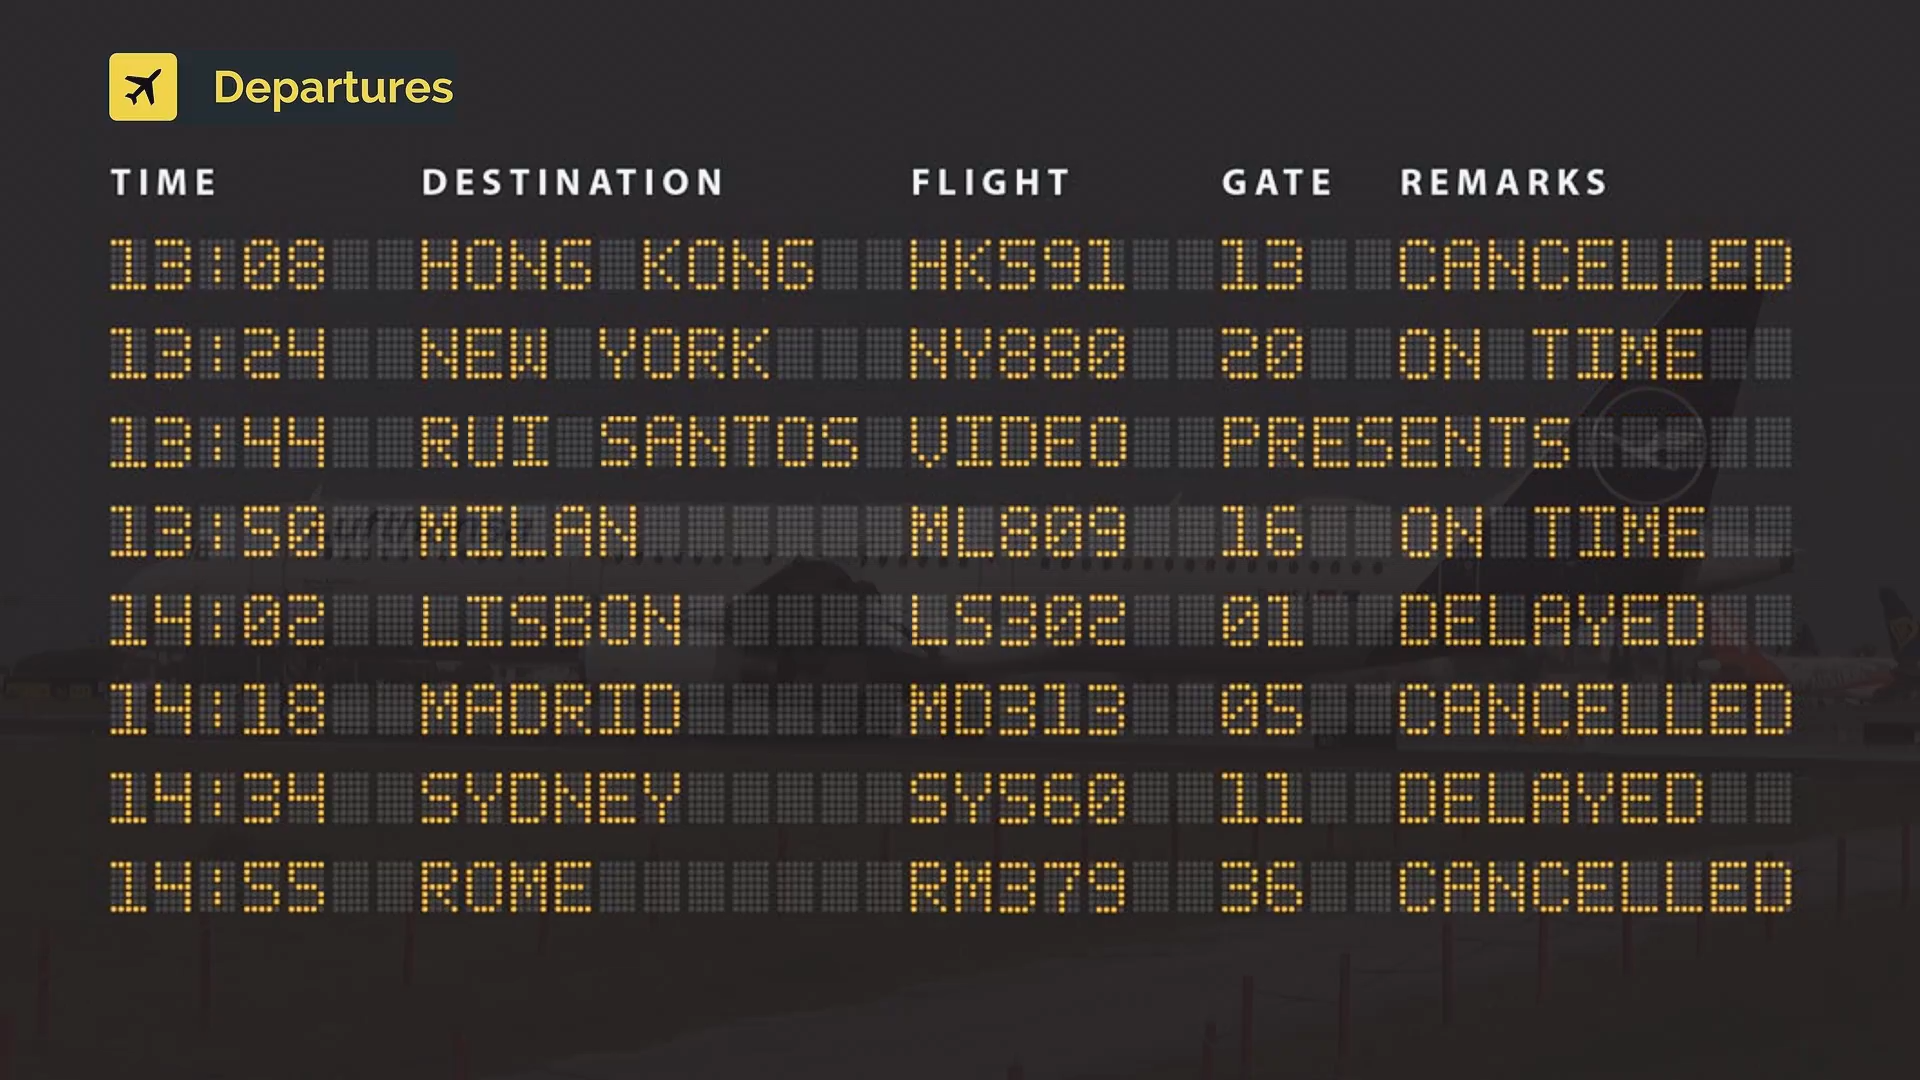 Departures
TIME DESTINATION FLIGHT GATE REMARKS
13:08 HONG KONG HK591 13 CANCELLED
13:24 NEW YORK NY880 20 ON TIME
13:44 RUI SANTOS VIDEO PRESENTS
13:50 MILAN ML809 16 ON TIME
14:02 LISBON LS302 01 DELAYED
14:18 MADRID MD313 05 CANCELLED
14:34 SYDNEY SY560 11 DELAYED
14:55 ROME RM379 36 CANCELLED
Lufthansa